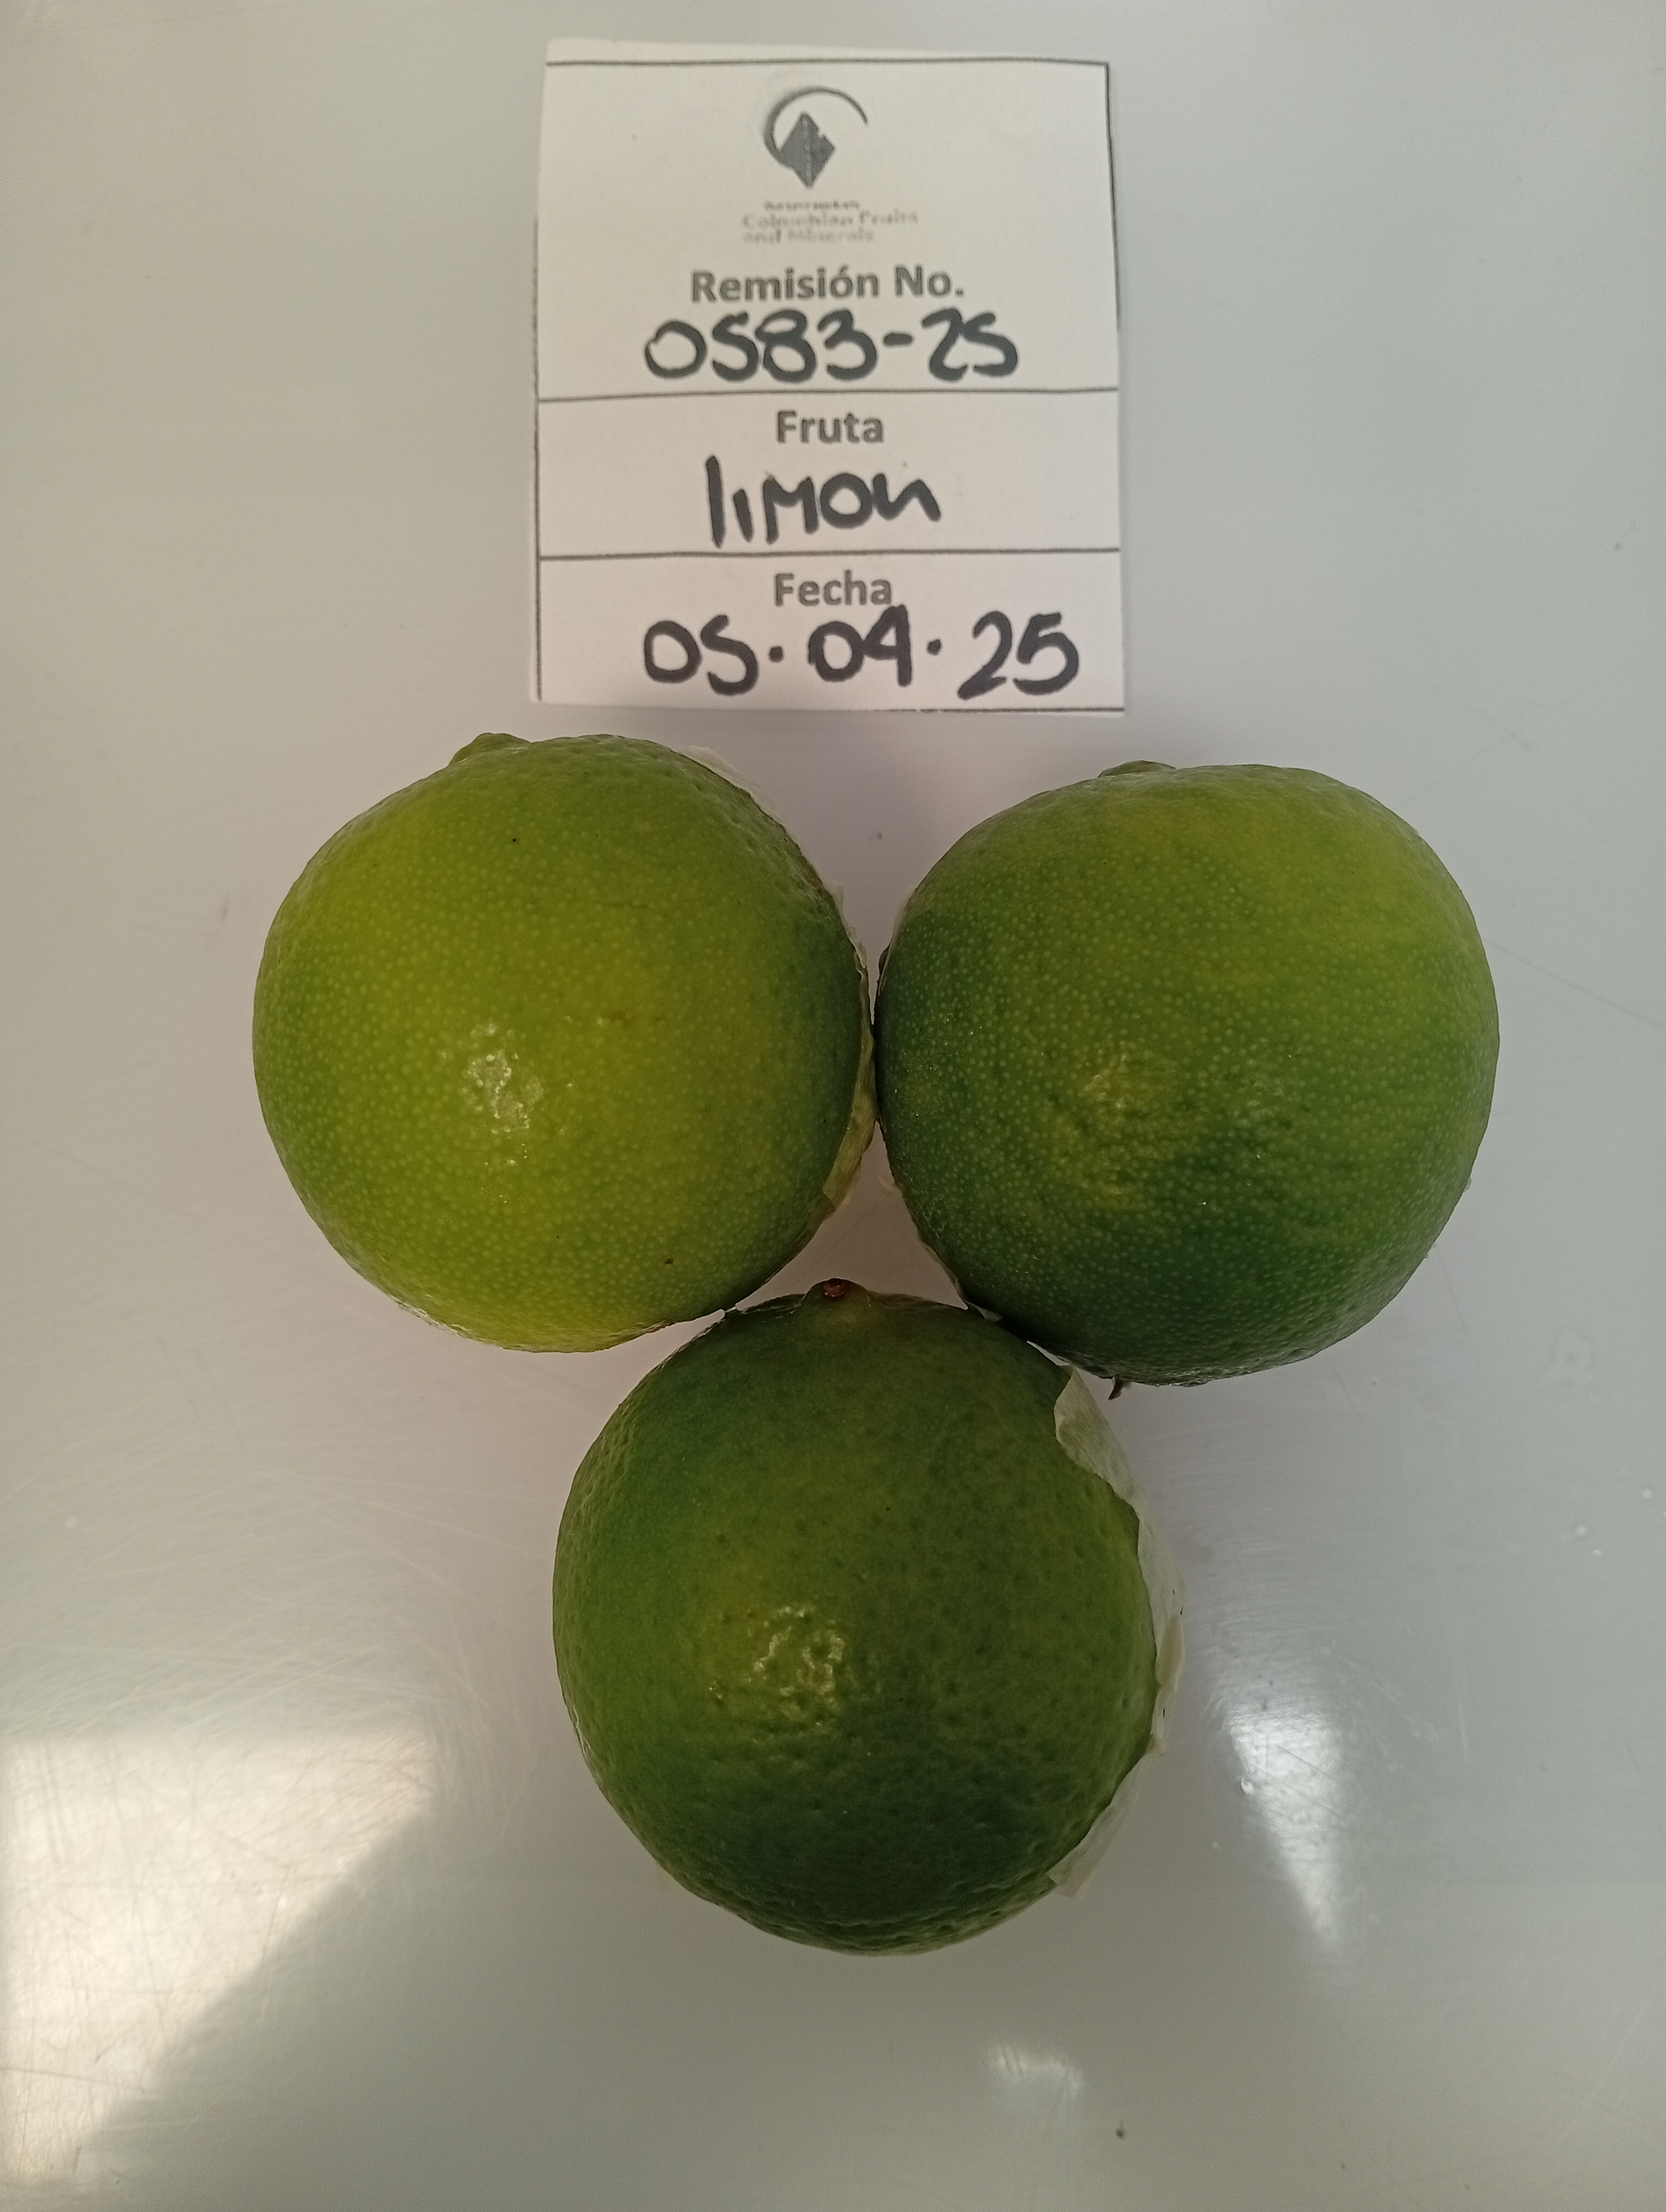 Colombian Fruits
and Minerals
Remisión No.
0583-25
Fruta
limon
Fecha
05.04.25